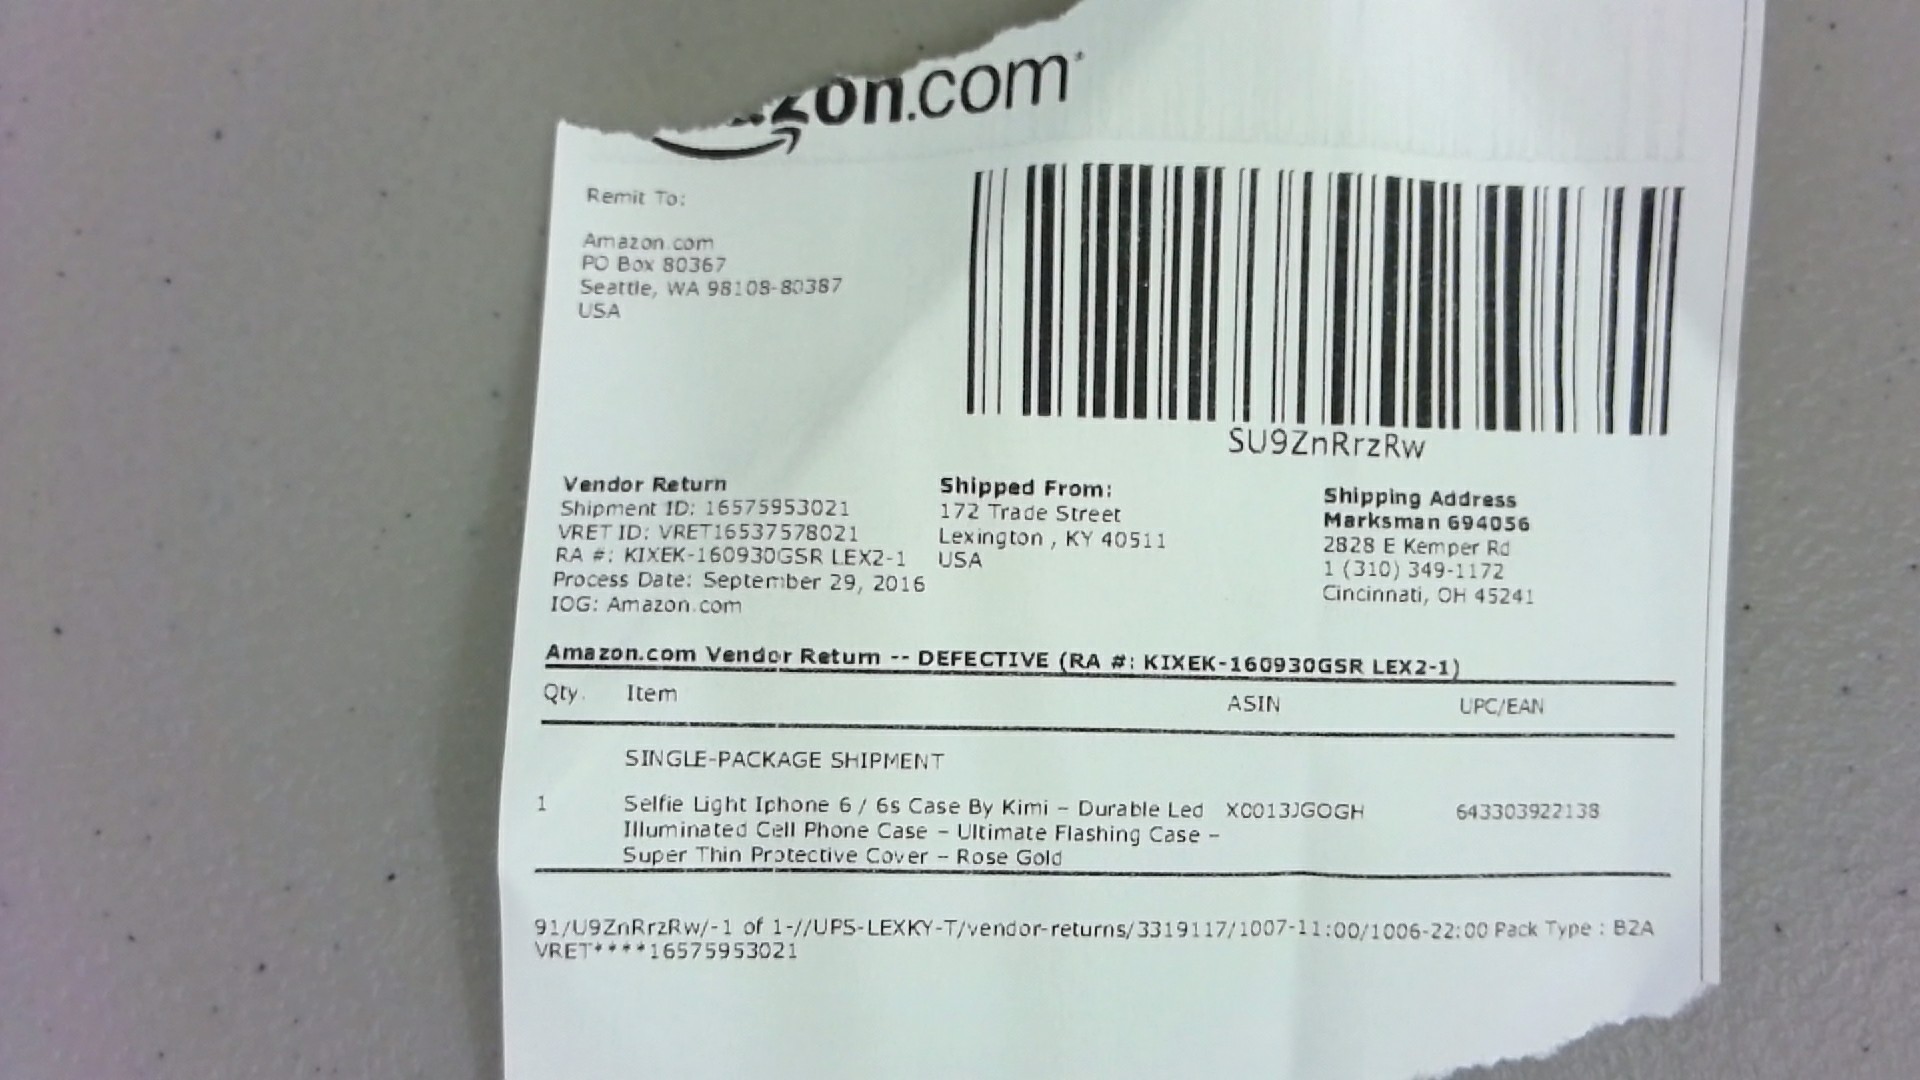 zon.com
Remit To:
Amazon.com
PO Box 80367
Seattle, WA 98108-80387
USA
SU9ZnRrzRw
Vendor Return
Shipment ID: 16575953021
VRET ID: VRET16537578021
RA #: KIXEK-160930GSR LEX2-1
Process Date: September 29, 2016
IOG: Amazon.com
Shipped From:
172 Trade Street
Lexington , KY 40511
USA
Shipping Address
Marksman 694056
2828 E Kemper Rd
1 (310) 349-1172
Cincinnati, OH 45241
Amazon.com Vendor Return -- DEFECTIVE (RA #: KIXEK-160930GSR LEX2-1)
Qty. Item ASIN UPC/EAN
SINGLE-PACKAGE SHIPMENT
1 Selfie Light Iphone 6 / 6s Case By Kimi – Durable Led X0013JGOGH 643303922138
Illuminated Cell Phone Case – Ultimate Flashing Case –
Super Thin Protective Cover – Rose Gold
91/U9ZnRrzRw/-1 of 1-//UPS-LEXKY-T/vendor-returns/3319117/1007-11:00/1006-22:00 Pack Type : B2A
VRET****16575953021